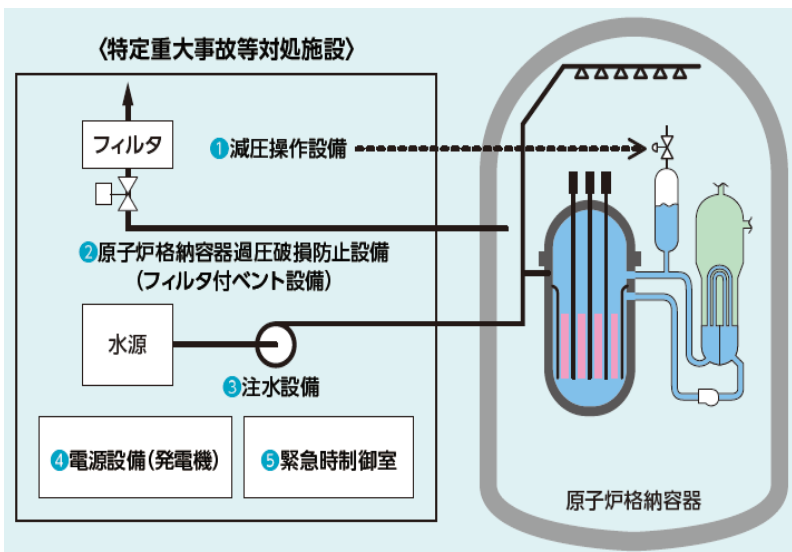 〈特定重大事故等対処施設〉
フィルタ
❶減圧操作設備
❷原子炉格納容器過圧破損防止設備
(フィルタ付ベント設備)
水源
❸注水設備
❹電源設備(発電機)
❺緊急時制御室
原子炉格納容器